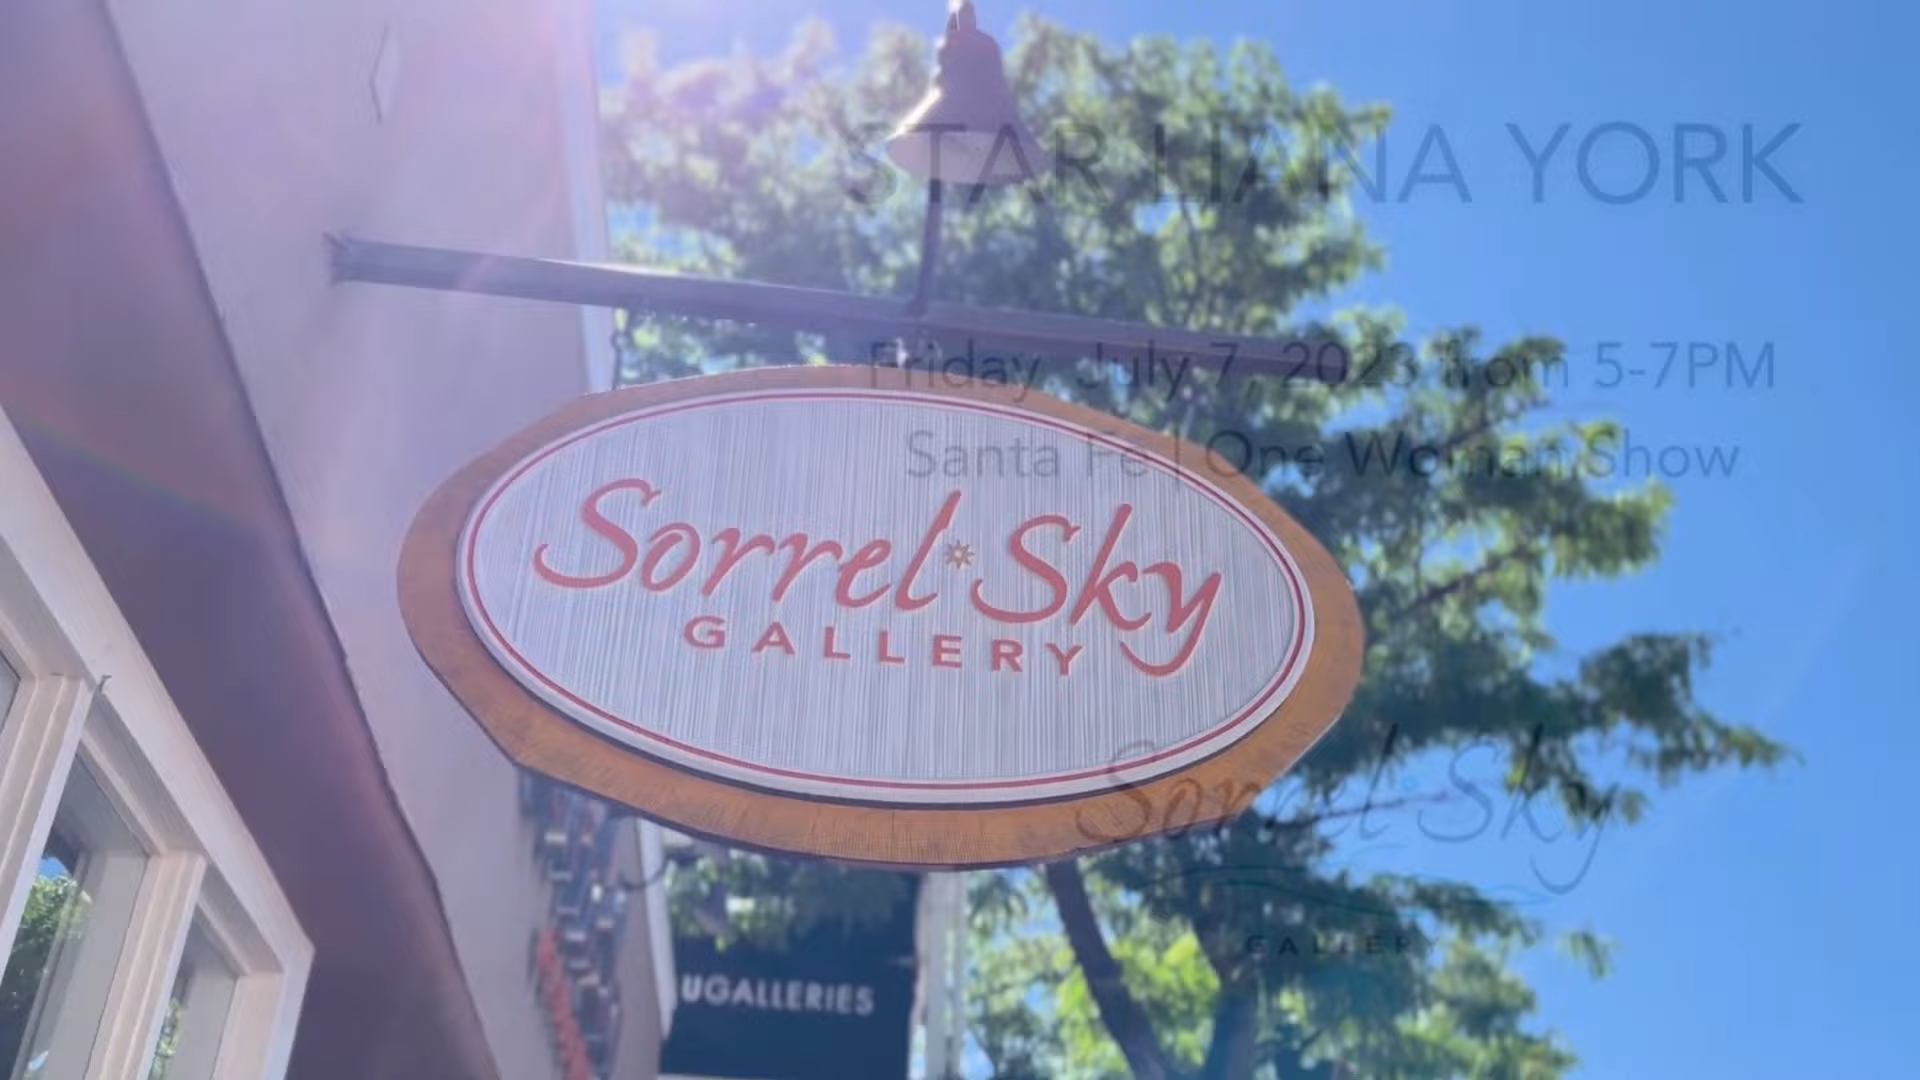 STAR LIANA YORK
Friday, July 7, 2023 from 5-7PM
Santa Fe | One Woman Show
Sorrel Sky
GALLERY
Sorrel Sky
GALLERY
UGALLERIES